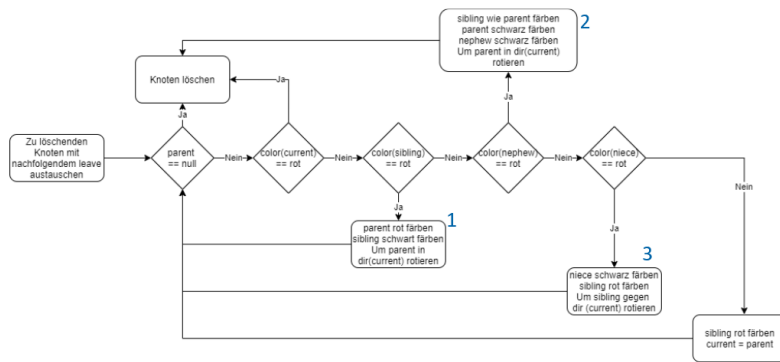 sibling wie parent färben
parent schwarz färben
nephew schwarz färben
Um parent in dir(current)
rotieren
2
Knoten löschen
Ja
Ja
Ja
Zu löschenden
Knoten mit
nachfolgendem leave
austauschen
parent
== null
Nein
color(current)
== rot
Nein
color(sibling)
== rot
Nein
color(nephew)
== rot
Nein
color(niece)
== rot
Nein
Ja
parent rot färben
sibling schwart färben
Um parent in
dir(current) rotieren
1
Ja
3
niece schwarz färben
sibling rot färben
Um sibling gegen
dir (current) rotieren
sibling rot färben
current = parent